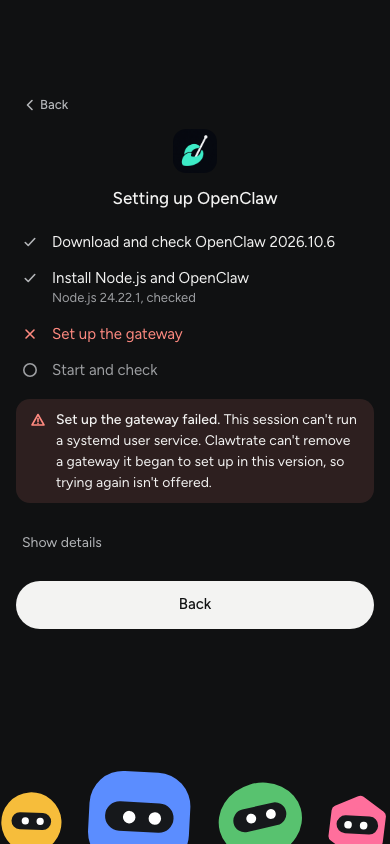 Back
Setting up OpenClaw
Download and check OpenClaw 2026.10.6
Install Node.js and OpenClaw
Node.js 24.22.1, checked
Set up the gateway
Start and check
Set up the gateway failed. This session can't run
a systemd user service. Clawtrate can't remove
a gateway it began to set up in this version, so
trying again isn't offered.
Show details
Back